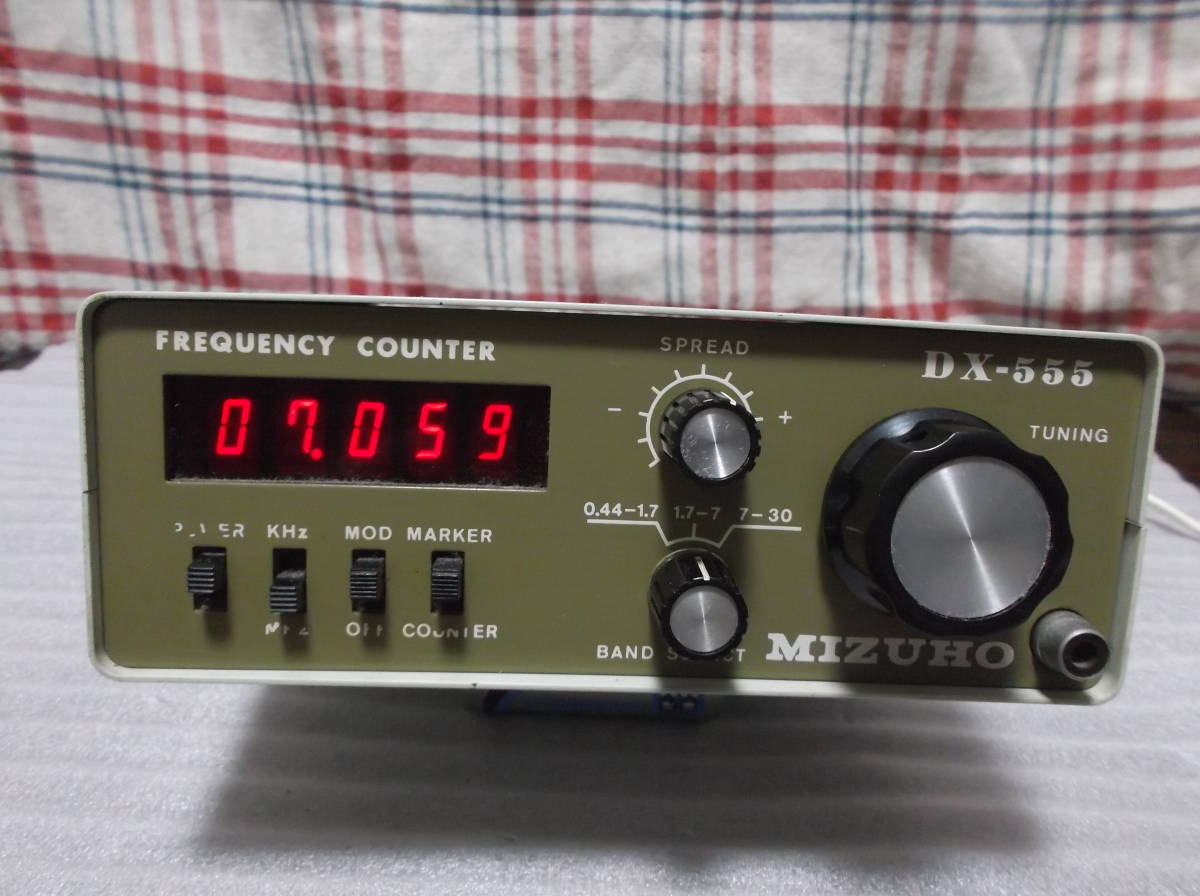 FREQUENCY COUNTER
SPREAD
DX-555
- +
TUNING
07.059
0.44-1.7 1.7-7 7-30
KHz MOD MARKER
COUNTER
BAND
MIZUHO